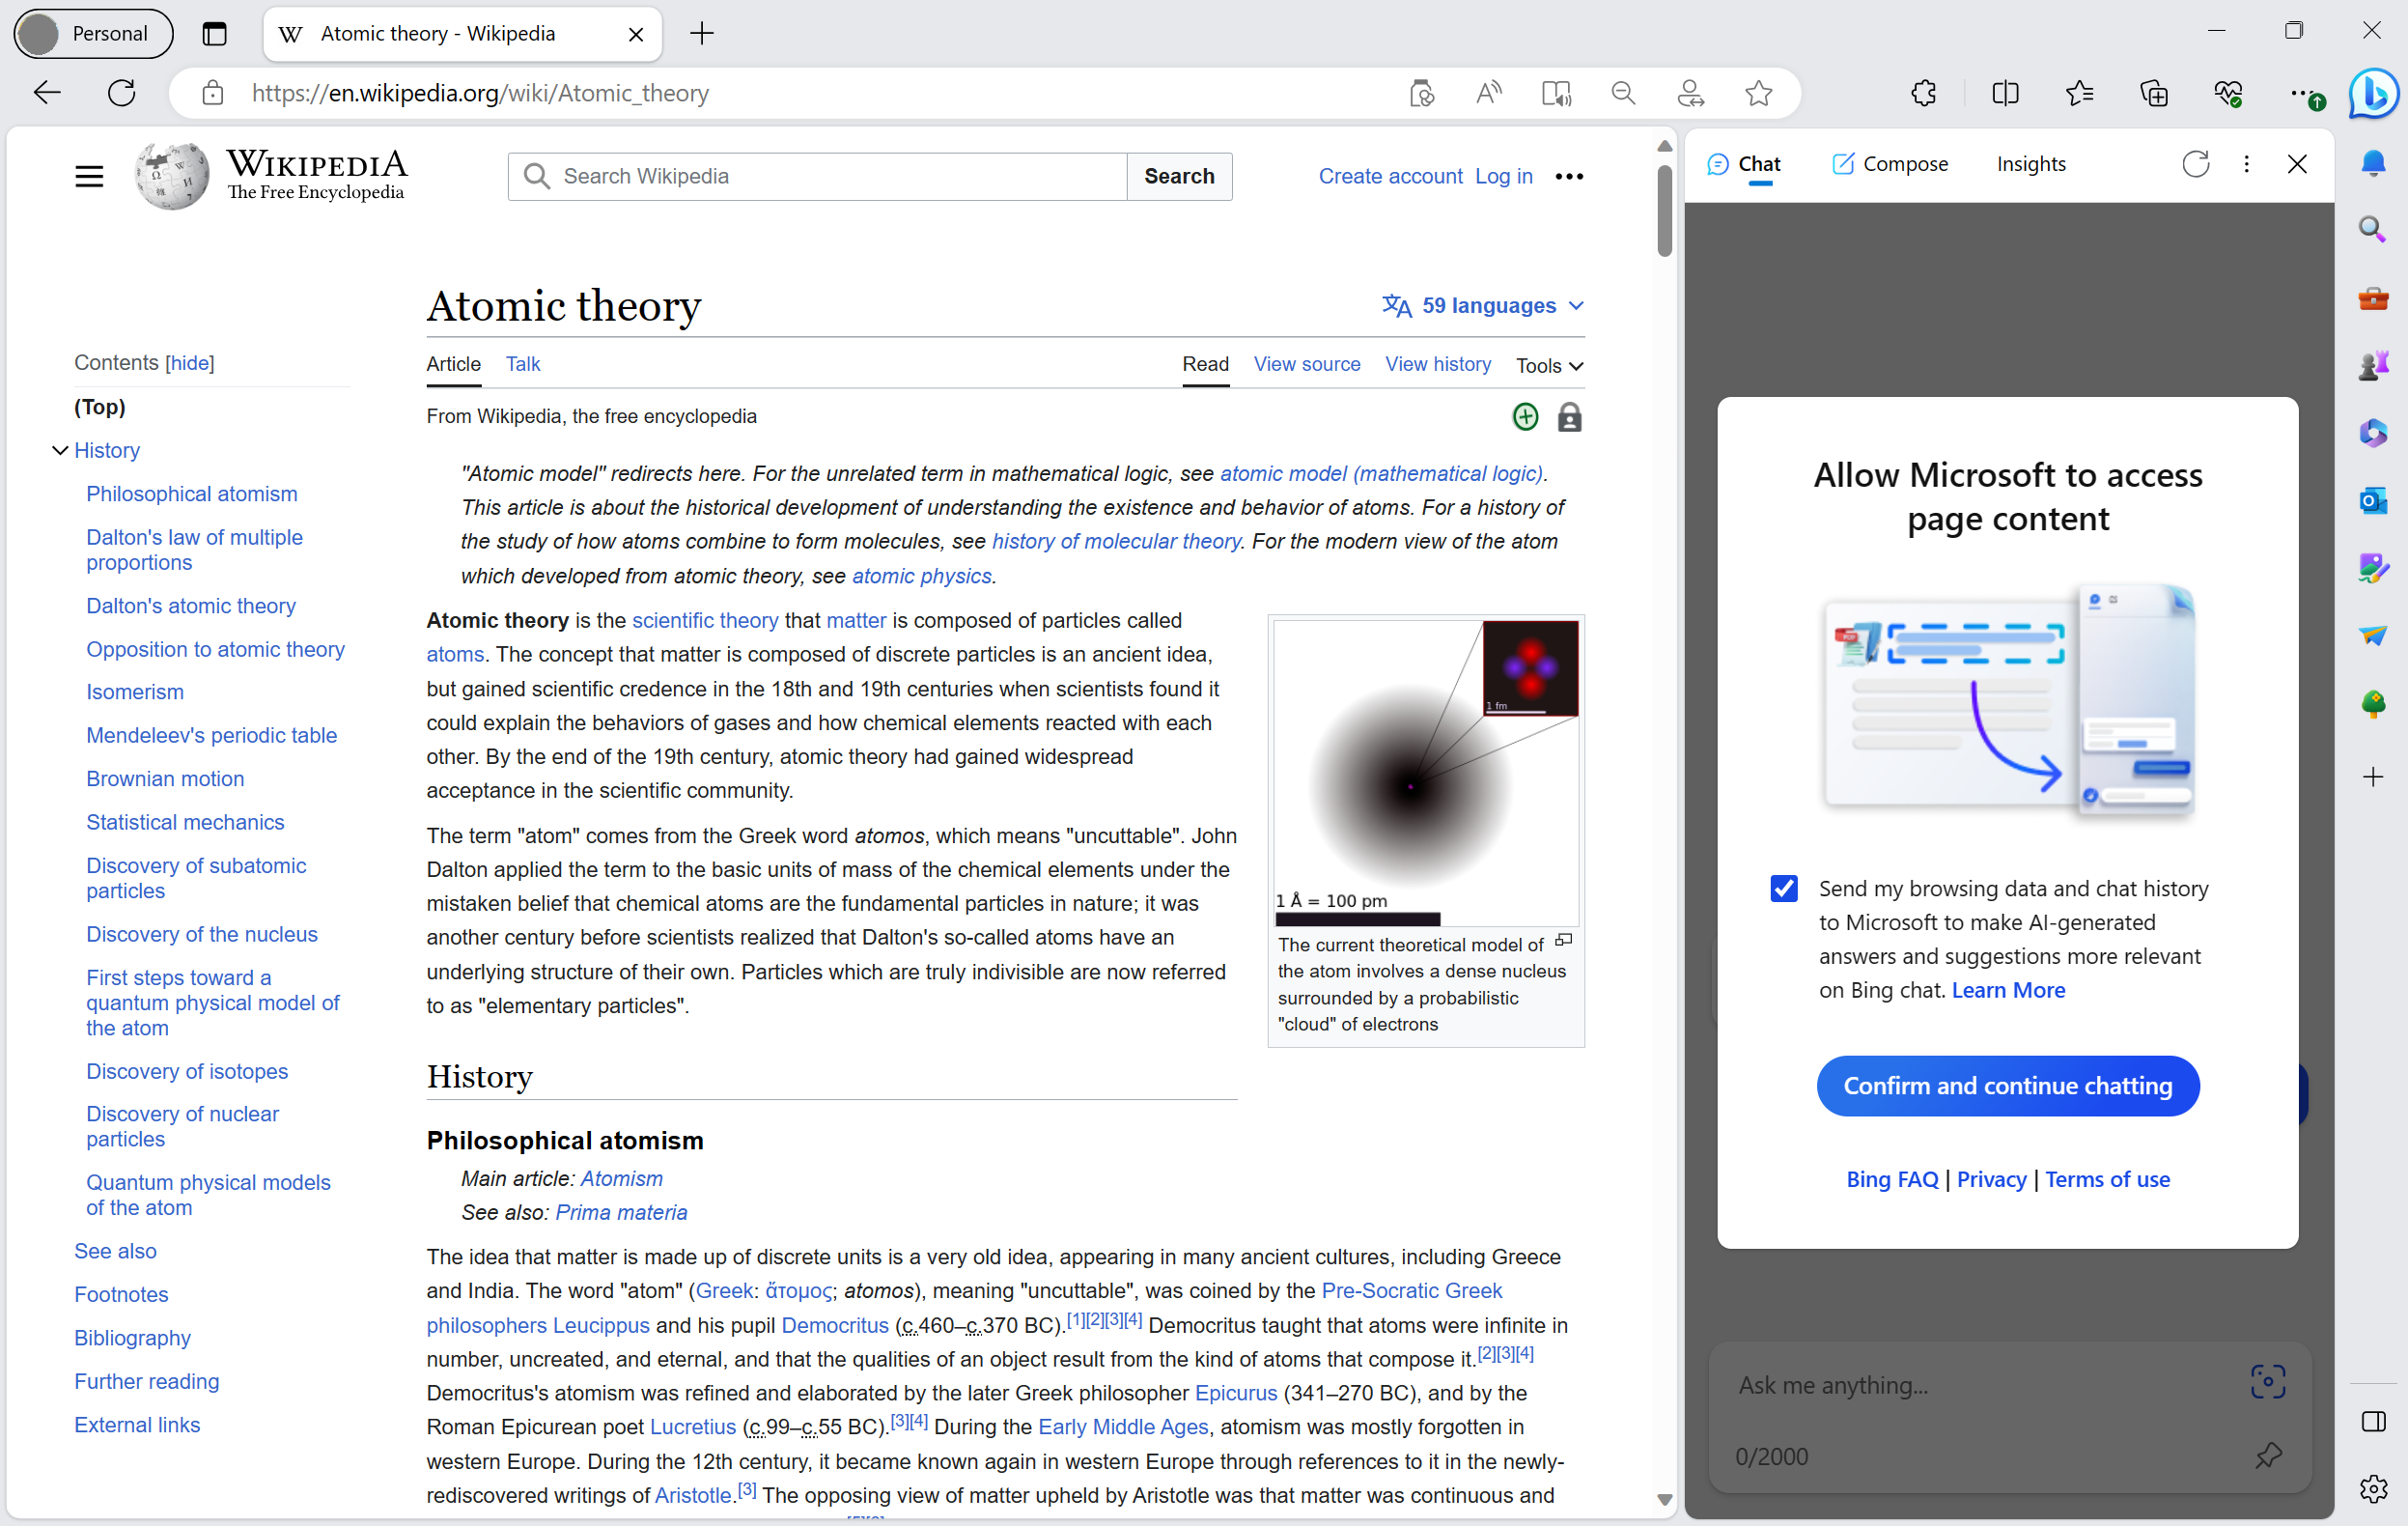 Personal
Atomic theory - Wikipedia
https://en.wikipedia.org/wiki/Atomic_theory
WIKIPEDIA
The Free Encyclopedia
Search Wikipedia
Search
Create account Log in
Contents [hide]
(Top)
History
Philosophical atomism
Dalton's law of multiple
proportions
Dalton's atomic theory
Opposition to atomic theory
Isomerism
Mendeleev's periodic table
Brownian motion
Statistical mechanics
Discovery of subatomic
particles
Discovery of the nucleus
First steps toward a
quantum physical model of
the atom
Discovery of isotopes
Discovery of nuclear
particles
Quantum physical models
of the atom
See also
Footnotes
Bibliography
Further reading
External links
Atomic theory
59 languages
Article Talk
Read View source View history Tools
From Wikipedia, the free encyclopedia
"Atomic model" redirects here. For the unrelated term in mathematical logic, see atomic model (mathematical logic).
This article is about the historical development of understanding the existence and behavior of atoms. For a history of
the study of how atoms combine to form molecules, see history of molecular theory. For the modern view of the atom
which developed from atomic theory, see atomic physics.
Atomic theory is the scientific theory that matter is composed of particles called
atoms. The concept that matter is composed of discrete particles is an ancient idea,
but gained scientific credence in the 18th and 19th centuries when scientists found it
could explain the behaviors of gases and how chemical elements reacted with each
other. By the end of the 19th century, atomic theory had gained widespread
acceptance in the scientific community.
The term "atom" comes from the Greek word atomos, which means "uncuttable". John
Dalton applied the term to the basic units of mass of the chemical elements under the
mistaken belief that chemical atoms are the fundamental particles in nature; it was
another century before scientists realized that Dalton's so-called atoms have an
underlying structure of their own. Particles which are truly indivisible are now referred
to as "elementary particles".
1 fm
1 Å = 100 pm
The current theoretical model of
the atom involves a dense nucleus
surrounded by a probabilistic
"cloud" of electrons
History
Philosophical atomism
Main article: Atomism
See also: Prima materia
The idea that matter is made up of discrete units is a very old idea, appearing in many ancient cultures, including Greece
and India. The word "atom" (Greek: ἄτομος; atomos), meaning "uncuttable", was coined by the Pre-Socratic Greek
philosophers Leucippus and his pupil Democritus (c.460–c.370 BC).[1][2][3][4] Democritus taught that atoms were infinite in
number, uncreated, and eternal, and that the qualities of an object result from the kind of atoms that compose it.[2][3][4]
Democritus's atomism was refined and elaborated by the later Greek philosopher Epicurus (341–270 BC), and by the
Roman Epicurean poet Lucretius (c.99–c.55 BC).[3][4] During the Early Middle Ages, atomism was mostly forgotten in
western Europe. During the 12th century, it became known again in western Europe through references to it in the newly-
rediscovered writings of Aristotle.[3] The opposing view of matter upheld by Aristotle was that matter was continuous and
Chat Compose Insights
Allow Microsoft to access
page content
PDF
Send my browsing data and chat history
to Microsoft to make AI-generated
answers and suggestions more relevant
on Bing chat. Learn More
Confirm and continue chatting
Bing FAQ | Privacy | Terms of use
Ask me anything...
0/2000